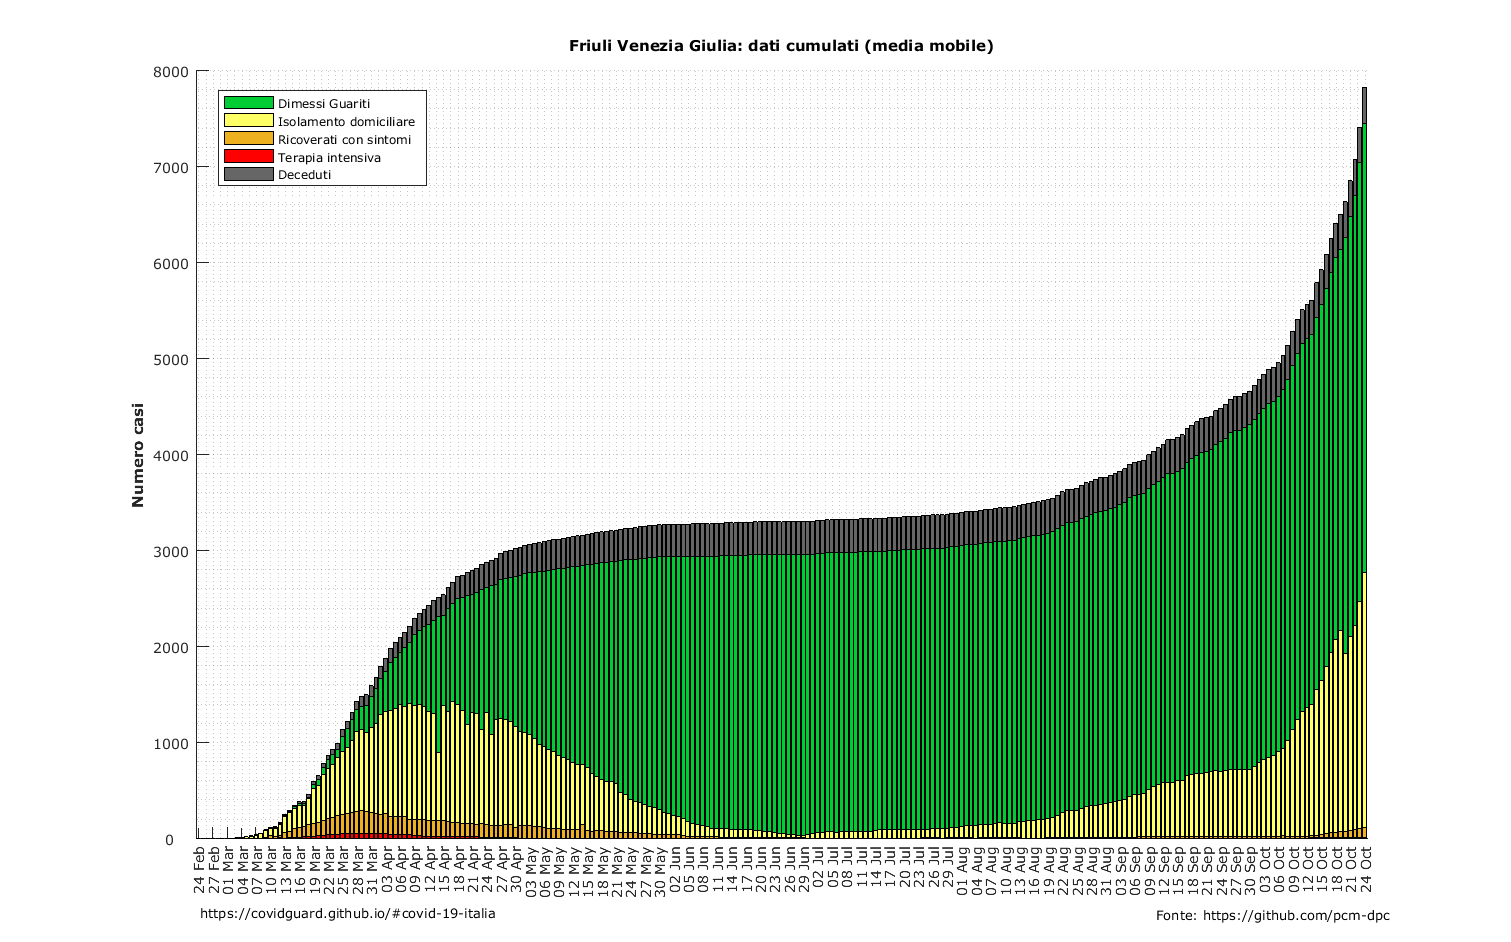 Friuli Venezia Giulia: dati cumulati (media mobile)
8000
7000
6000
5000
4000
3000
2000
1000
0
Numero casi
Dimessi Guariti
Isolamento domiciliare
Ricoverati con sintomi
Terapia intensiva
Deceduti
24 Feb
27 Feb
01 Mar
04 Mar
07 Mar
10 Mar
13 Mar
16 Mar
19 Mar
22 Mar
25 Mar
28 Mar
31 Mar
03 Apr
06 Apr
09 Apr
12 Apr
15 Apr
18 Apr
21 Apr
24 Apr
27 Apr
30 Apr
03 May
06 May
09 May
12 May
15 May
18 May
21 May
24 May
27 May
30 May
02 Jun
05 Jun
08 Jun
11 Jun
14 Jun
17 Jun
20 Jun
23 Jun
26 Jun
29 Jun
02 Jul
05 Jul
08 Jul
11 Jul
14 Jul
17 Jul
20 Jul
23 Jul
26 Jul
29 Jul
01 Aug
04 Aug
07 Aug
10 Aug
13 Aug
16 Aug
19 Aug
22 Aug
25 Aug
28 Aug
31 Aug
03 Sep
06 Sep
09 Sep
12 Sep
15 Sep
18 Sep
21 Sep
24 Sep
27 Sep
30 Sep
03 Oct
06 Oct
09 Oct
12 Oct
15 Oct
18 Oct
21 Oct
24 Oct
https://covidguard.github.io/#covid-19-italia
Fonte: https://github.com/pcm-dpc